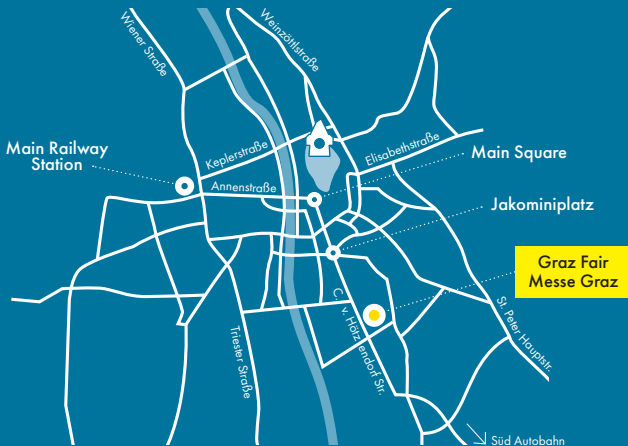 Wiener Straße
Weinzöttlstraße
Main Railway
Station
Keplerstraße
Elisabethstraße
Main Square
Annenstraße
Jakominiplatz
Graz Fair
Messe Graz
C. v. Hötzendorf Str.
Triester Straße
St. Peter Hauptstr.
Süd Autobahn